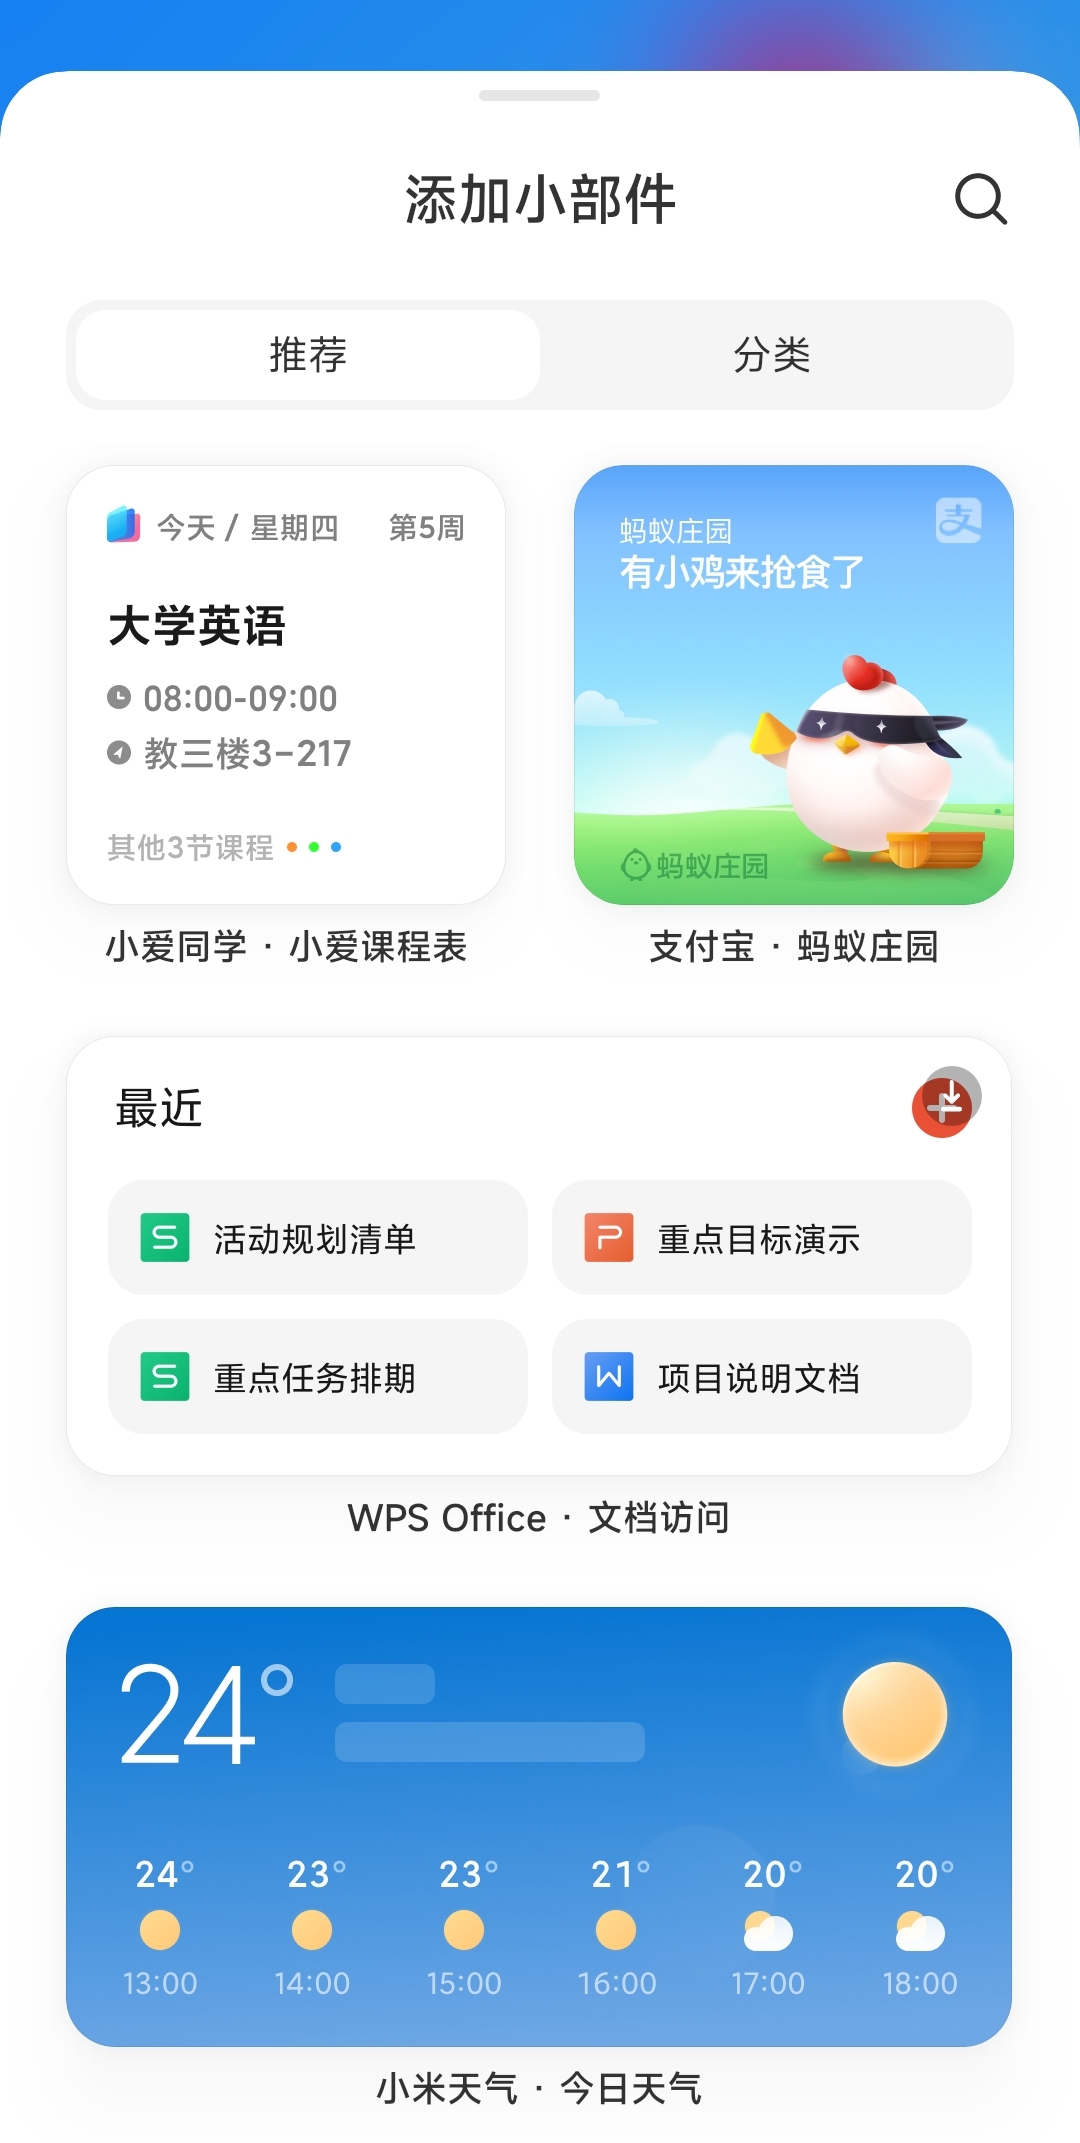 添加小部件
推荐
分类
今天 / 星期四 第5周
大学英语
08:00-09:00
教三楼3-217
其他3节课程
小爱同学 · 小爱课程表
支
蚂蚁庄园
有小鸡来抢食了
蚂蚁庄园
支付宝 · 蚂蚁庄园
最近
S 活动规划清单
P 重点目标演示
S 重点任务排期
W 项目说明文档
WPS Office · 文档访问
24°
24° 23° 23° 21° 20° 20°
13:00 14:00 15:00 16:00 17:00 18:00
小米天气 · 今日天气